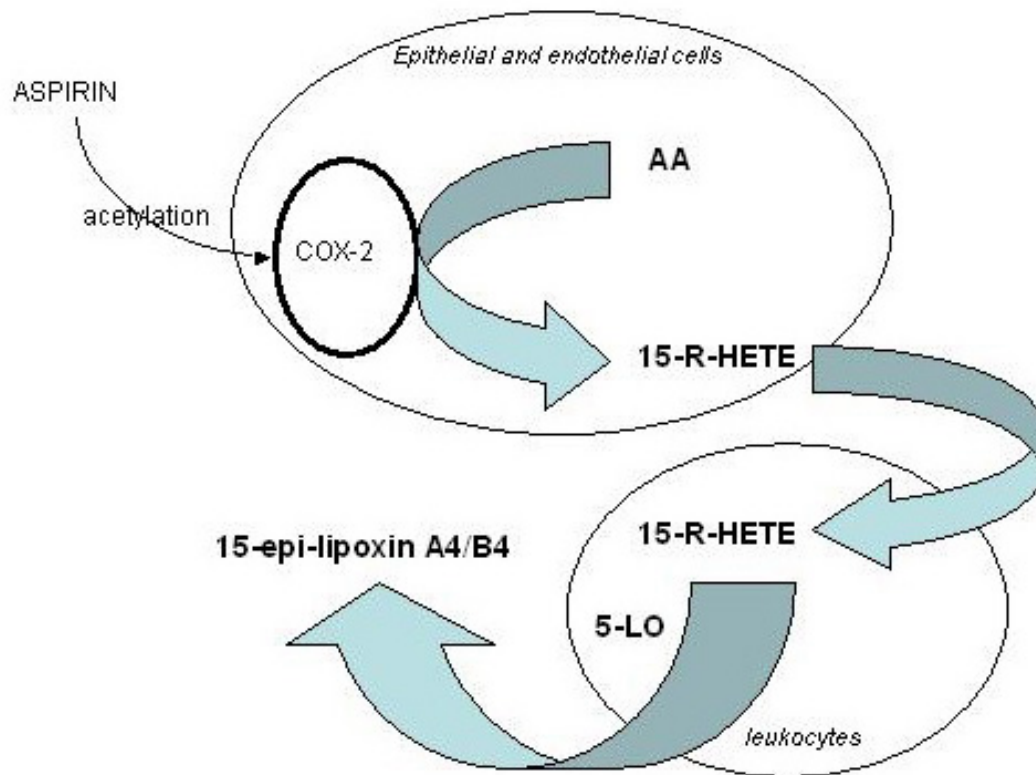 Epithelial and endothelial cells
ASPIRIN
AA
acetylation
COX-2
15-R-HETE
15-R-HETE
15-epi-lipoxin A4/B4
5-LO
leukocytes